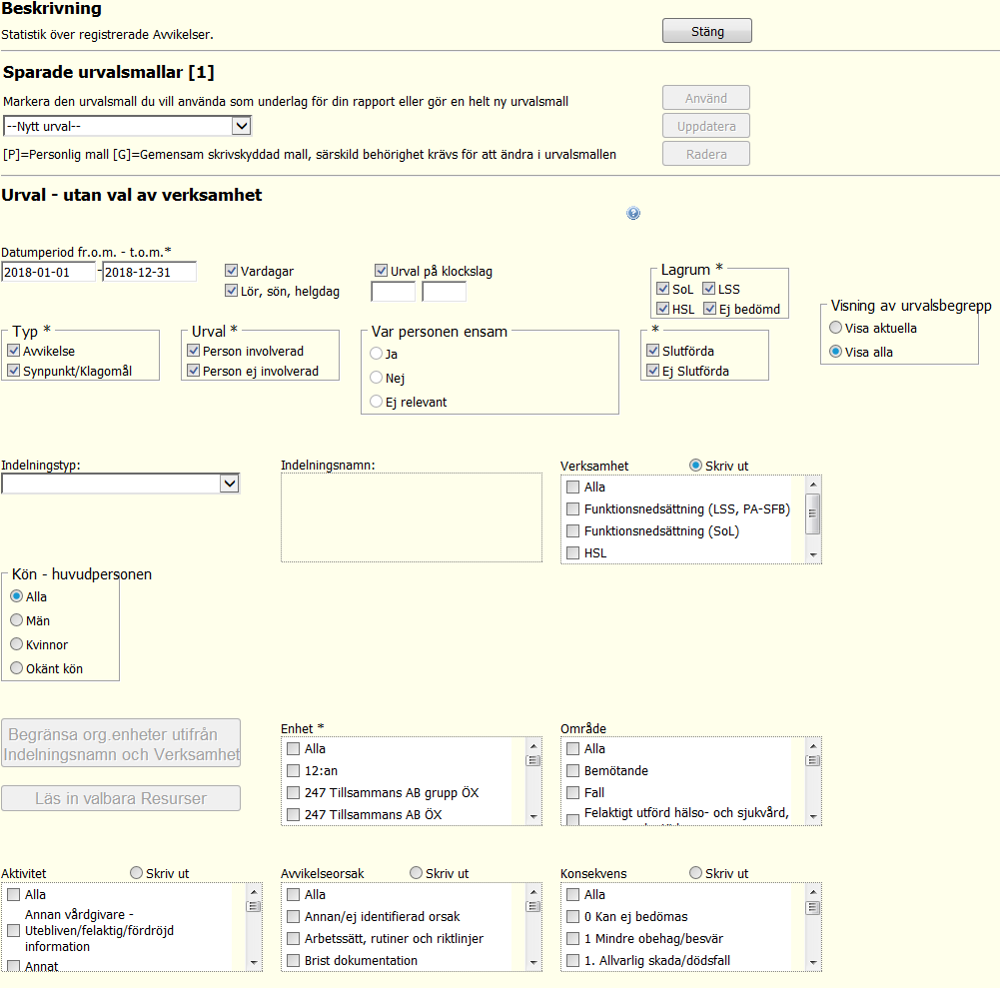 Beskrivning
Statistik över registrerade Avvikelser.
Stäng
Sparade urvalsmallar [1]
Markera den urvalsmall du vill använda som underlag för din rapport eller gör en helt ny urvalsmall
Använd
--Nytt urval--
Uppdatera
[P]=Personlig mall [G]=Gemensam skrivskyddad mall, särskild behörighet krävs för att ändra i urvalsmallen
Radera
Urval - utan val av verksamhet
Datumperiod fr.o.m. - t.o.m.*
2018-01-01 - 2018-12-31
Vardagar
Lör, sön, helgdag
Urval på klockslag
Lagrum *
SoL LSS
HSL Ej bedömd
Visning av urvalsbegrepp
Visa aktuella
Visa alla
Typ *
Avvikelse
Synpunkt/Klagomål
Urval *
Person involverad
Person ej involverad
Var personen ensam
Ja
Nej
Ej relevant
*
Slutförda
Ej Slutförda
Indelningstyp:
Indelningsnamn:
Verksamhet Skriv ut
Alla
Funktionsnedsättning (LSS, PA-SFB)
Funktionsnedsättning (SoL)
HSL
Kön - huvudpersonen
Alla
Män
Kvinnor
Okänt kön
Begränsa org.enheter utifrån
Indelningsnamn och Verksamhet
Läs in valbara Resurser
Enhet *
Alla
12:an
247 Tillsammans AB grupp ÖX
247 Tillsammans AB ÖX
Område
Alla
Bemötande
Fall
Felaktigt utförd hälso- och sjukvård,
Aktivitet Skriv ut
Alla
Annan vårdgivare -
Utebliven/felaktig/fördröjd
information
Annat
Avvikelseorsak Skriv ut
Alla
Annan/ej identifierad orsak
Arbetssätt, rutiner och riktlinjer
Brist dokumentation
Konsekvens Skriv ut
Alla
0 Kan ej bedömas
1 Mindre obehag/besvär
1. Allvarlig skada/dödsfall